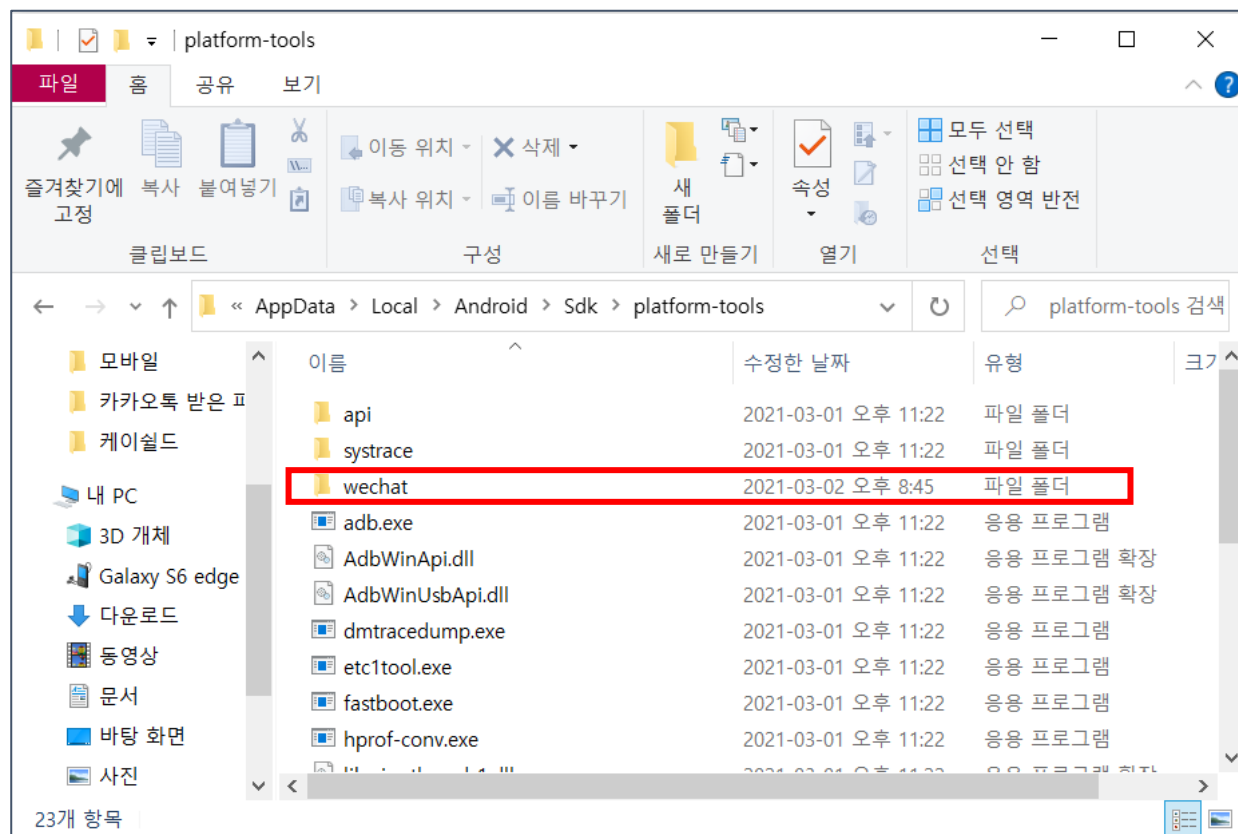 platform-tools
파일 홈 공유 보기
즐겨찾기에 고정
복사
붙여넣기
W...
이동 위치
복사 위치
삭제
이름 바꾸기
새 폴더
속성
모두 선택
선택 안 함
선택 영역 반전
클립보드 구성 새로 만들기 열기 선택
« AppData > Local > Android > Sdk > platform-tools
platform-tools 검색
모바일
카카오톡 받은
케이쉴드
내 PC
3D 개체
Galaxy S6 edge
다운로드
동영상
문서
바탕 화면
사진
이름 수정한 날짜 유형
api 2021-03-01 오후 11:22 파일 폴더
systrace 2021-03-01 오후 11:22 파일 폴더
wechat 2021-03-02 오후 8:45 파일 폴더
adb.exe 2021-03-01 오후 11:22 응용 프로그램
AdbWinApi.dll 2021-03-01 오후 11:22 응용 프로그램 확장
AdbWinUsbApi.dll 2021-03-01 오후 11:22 응용 프로그램 확장
dmtracedump.exe 2021-03-01 오후 11:22 응용 프로그램
etc1tool.exe 2021-03-01 오후 11:22 응용 프로그램
fastboot.exe 2021-03-01 오후 11:22 응용 프로그램
hprof-conv.exe 2021-03-01 오후 11:22 응용 프로그램
23개 항목